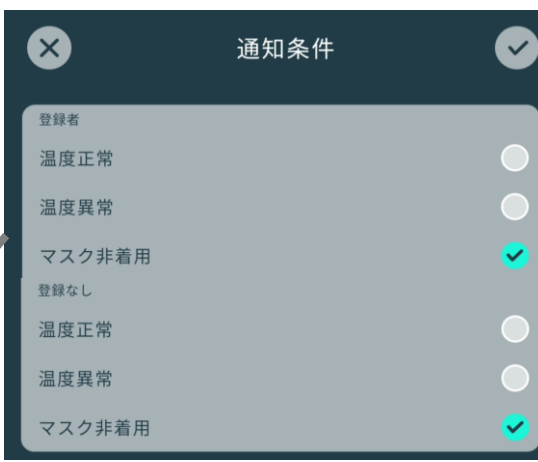 通知条件
登録者
温度正常
温度異常
マスク非着用
登録なし
温度正常
温度異常
マスク非着用